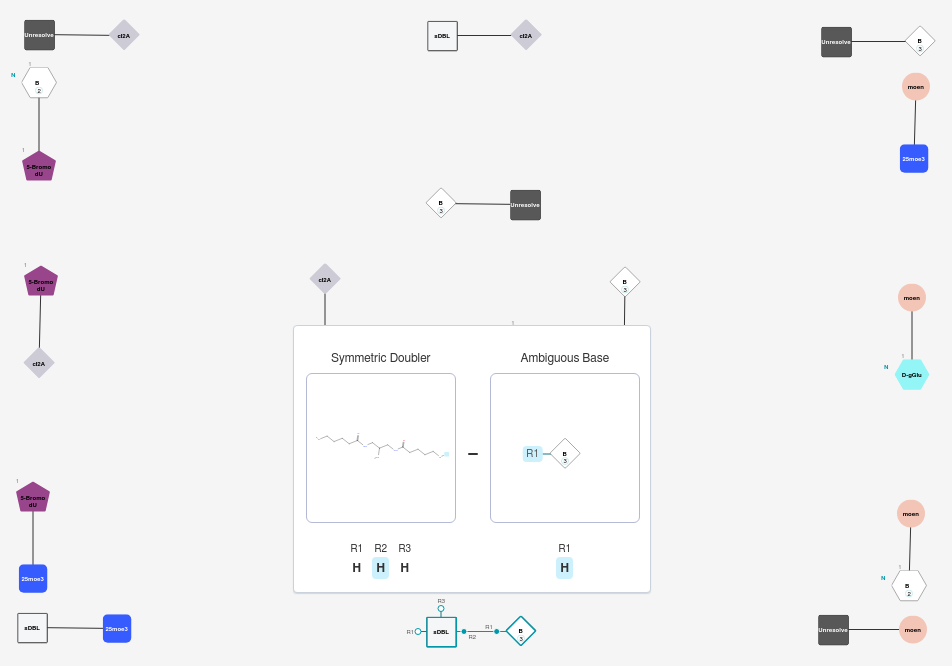 Unresolve
cl2A
sDBL
cl2A
Unresolve
B
3
1
N
B
2
moen
1
5-Bromo
dU
25moe3
B
3
Unresolve
1
5-Bromo
dU
cl2A
B
3
moen
1
Symmetric Doubler
Ambiguous Base
cl2A
1
N
D-gGlu
R1
B
3
1
5-Bromo
dU
moen
R1 R2 R3
R1
H H H
H
25moe3
1
N
B
2
R3
sDBL
25moe3
R1
sDBL
R2
R1
B
3
Unresolve
moen